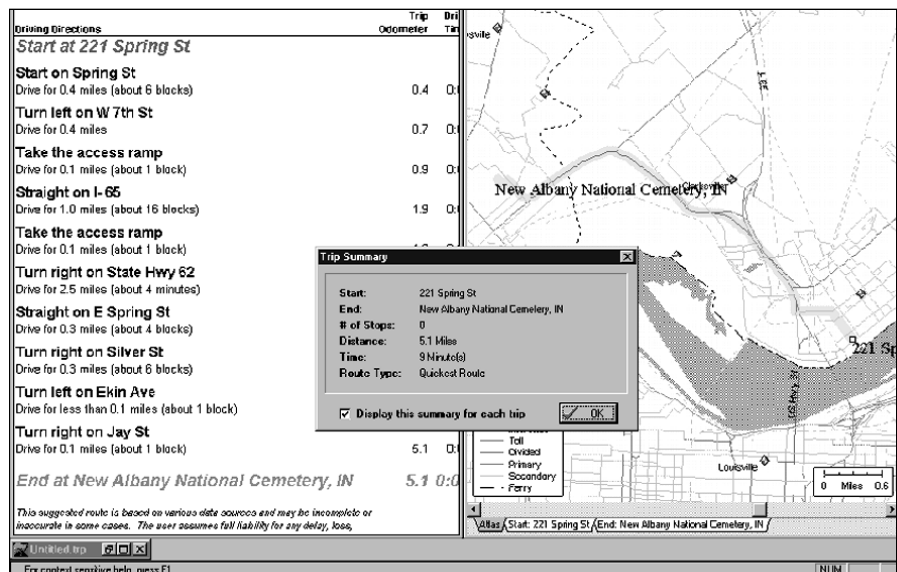 Driving Directions
Trip Odometer
Start at 221 Spring St
Start on Spring St
Drive for 0.4 miles (about 6 blocks) 0.4
Turn left on W 7th St
Drive for 0.4 miles 0.7
Take the access ramp
Drive for 0.1 miles (about 1 block) 0.9
Straight on I-65
Drive for 1.0 miles (about 16 blocks) 1.9
Take the access ramp
Drive for 0.1 miles (about 1 block)
Turn right on State Hwy 62
Drive for 2.5 miles (about 4 minutes)
Straight on E Spring St
Drive for 0.3 miles (about 4 blocks)
Turn right on Silver St
Drive for 0.3 miles (about 6 blocks)
Turn left on Ekin Ave
Drive for less than 0.1 miles (about 1 block)
Turn right on Jay St
Drive for 0.1 miles (about 1 block) 5.1
End at New Albany National Cemetery, IN 5.1
This suggested route is based on various data sources and may be incomplete or
inaccurate in some cases. The user assumes full liability for any delay, loss,
Untitled.trp
For context sensitive help, press F1
New Albany National Cemetery, IN
Clarksville
221 Sp
US Hwy 31
Louisville
Trip Summary
Start: 221 Spring St
End: New Albany National Cemetery, IN
# of Stops: 0
Distance: 5.1 Miles
Time: 9 Minute(s)
Route Type: Quickest Route
Display this summary for each trip
OK
Toll
Divided
Primary
Secondary
Ferry
0 Miles 0.6
Atlas Start: 221 Spring St End: New Albany National Cemetery, IN
NUM